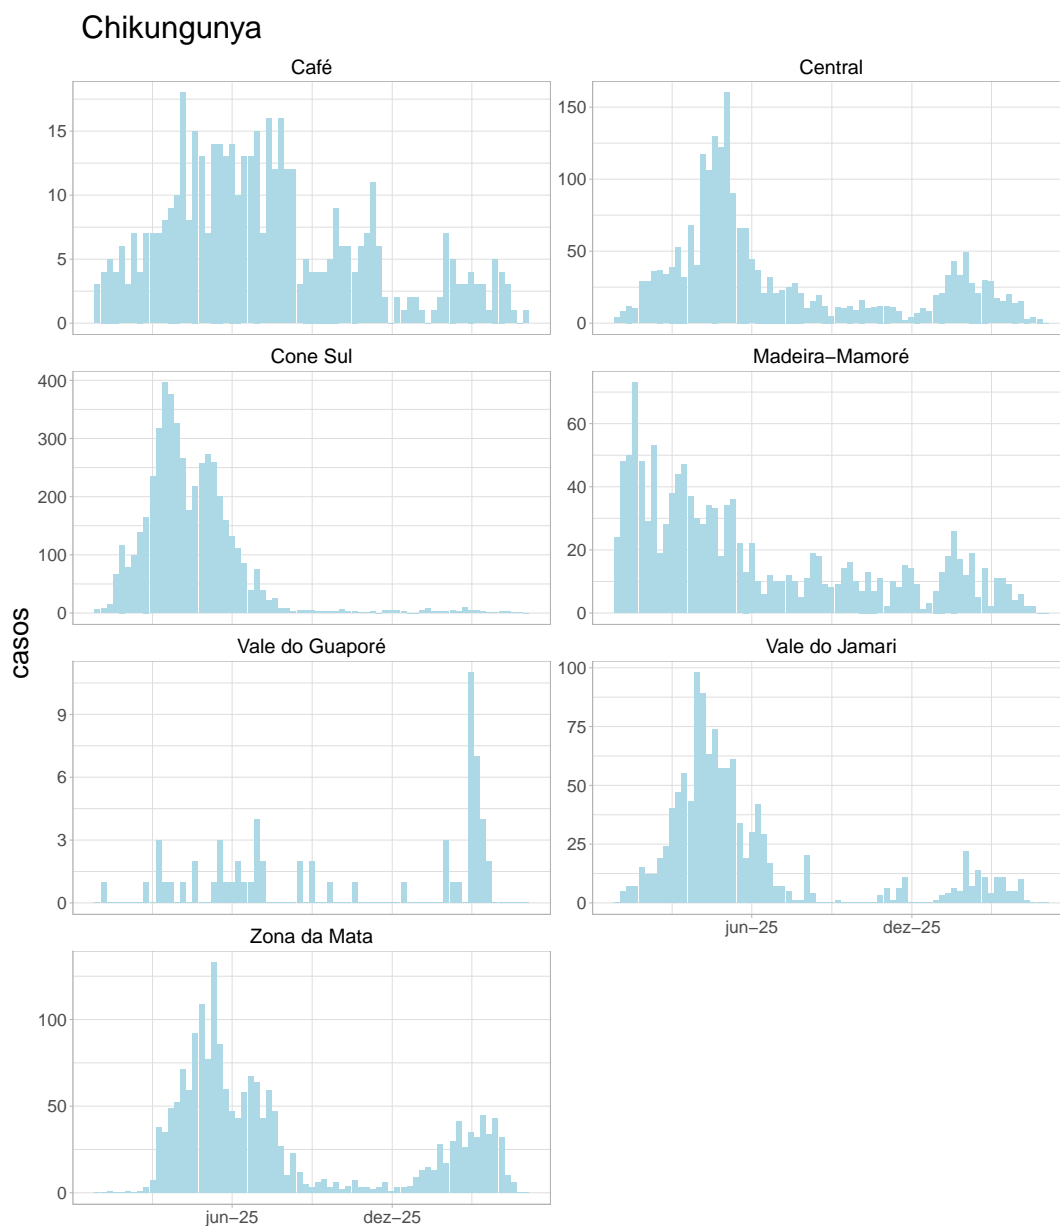 Chikungunya
Café
Central
15
10
5
0
150
100
50
0
Cone Sul
Madeira−Mamoré
400
300
200
100
0
60
40
20
0
casos
Vale do Guaporé
Vale do Jamari
9
6
3
0
100
75
50
25
0
jun−25
dez−25
Zona da Mata
100
50
0
jun−25
dez−25